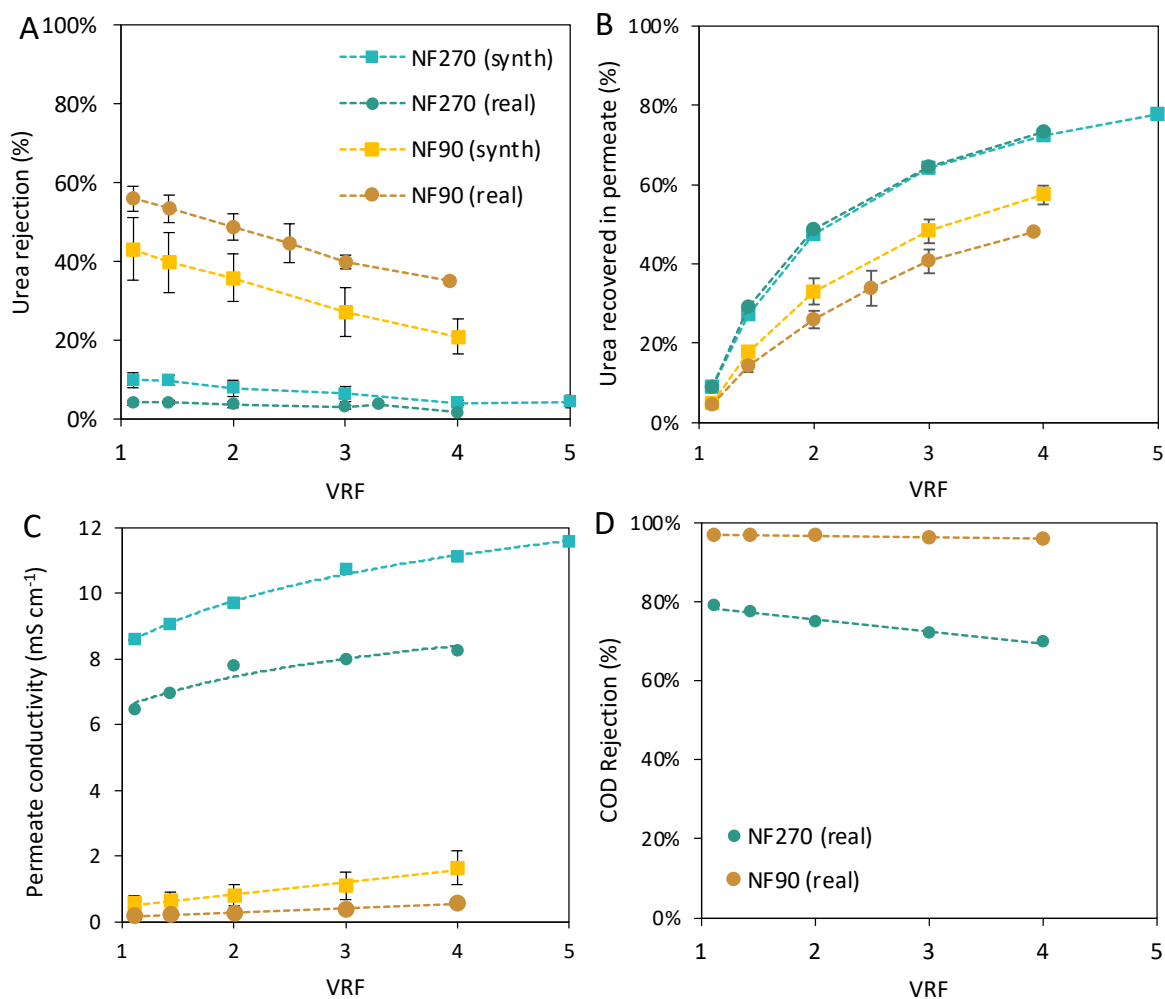 A
100%
80%
60%
40%
20%
0%
Urea rejection (%)
NF270 (synth)
NF270 (real)
NF90 (synth)
NF90 (real)
1 2 3 4 5
VRF
B
100%
80%
60%
40%
20%
0%
Urea recovered in permeate (%)
1 2 3 4 5
VRF
C
12
10
8
6
4
2
0
Permeate conductivity (mS cm⁻¹)
1 2 3 4 5
VRF
D
100%
80%
60%
40%
20%
0%
COD Rejection (%)
NF270 (real)
NF90 (real)
1 2 3 4 5
VRF